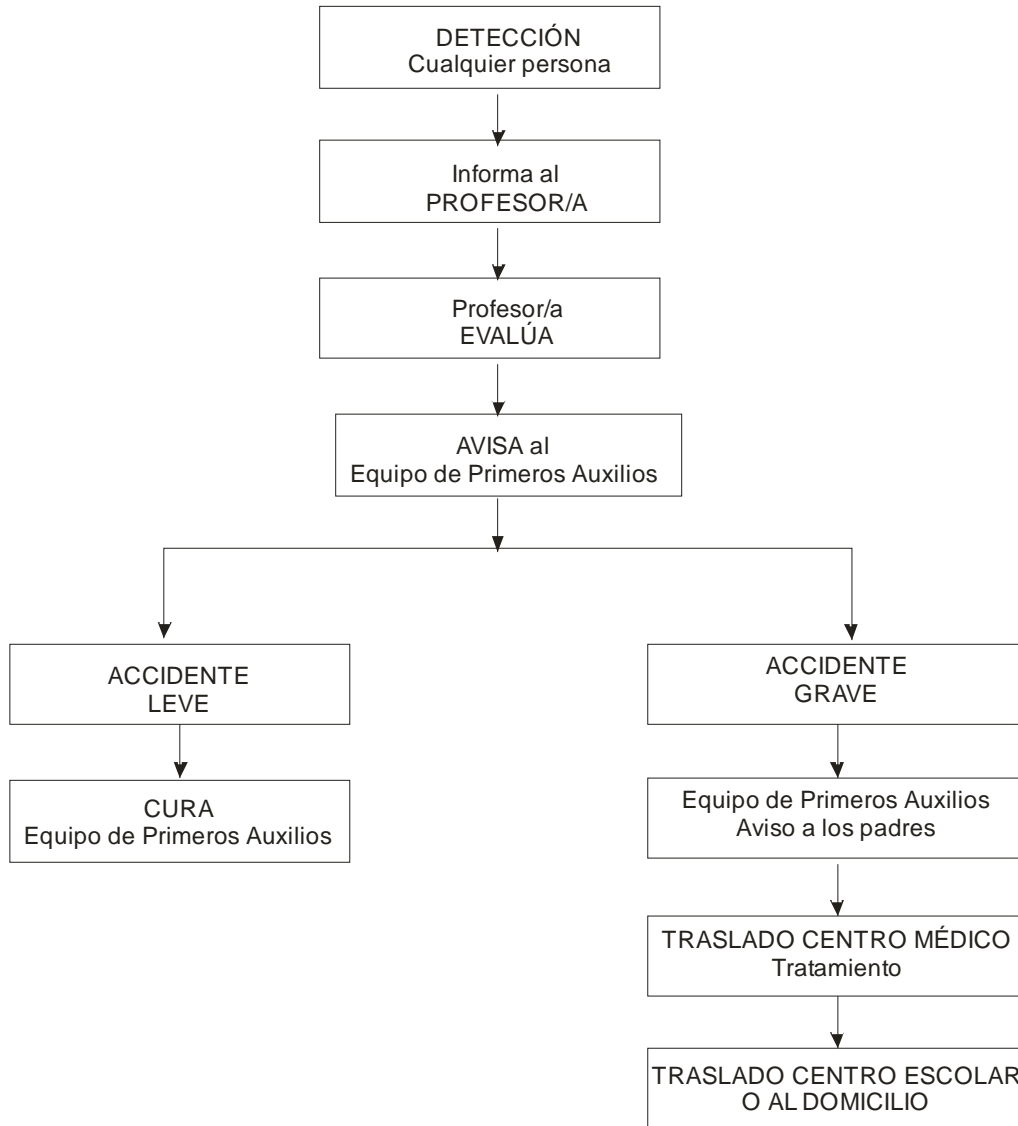 DETECCIÓN
Cualquier persona
Informa al
PROFESOR/A
Profesor/a
EVALÚA
AVISA al
Equipo de Primeros Auxilios
ACCIDENTE
LEVE
CURA
Equipo de Primeros Auxilios
ACCIDENTE
GRAVE
Equipo de Primeros Auxilios
Aviso a los padres
TRASLADO CENTRO MÉDICO
Tratamiento
TRASLADO CENTRO ESCOLAR
O AL DOMICILIO